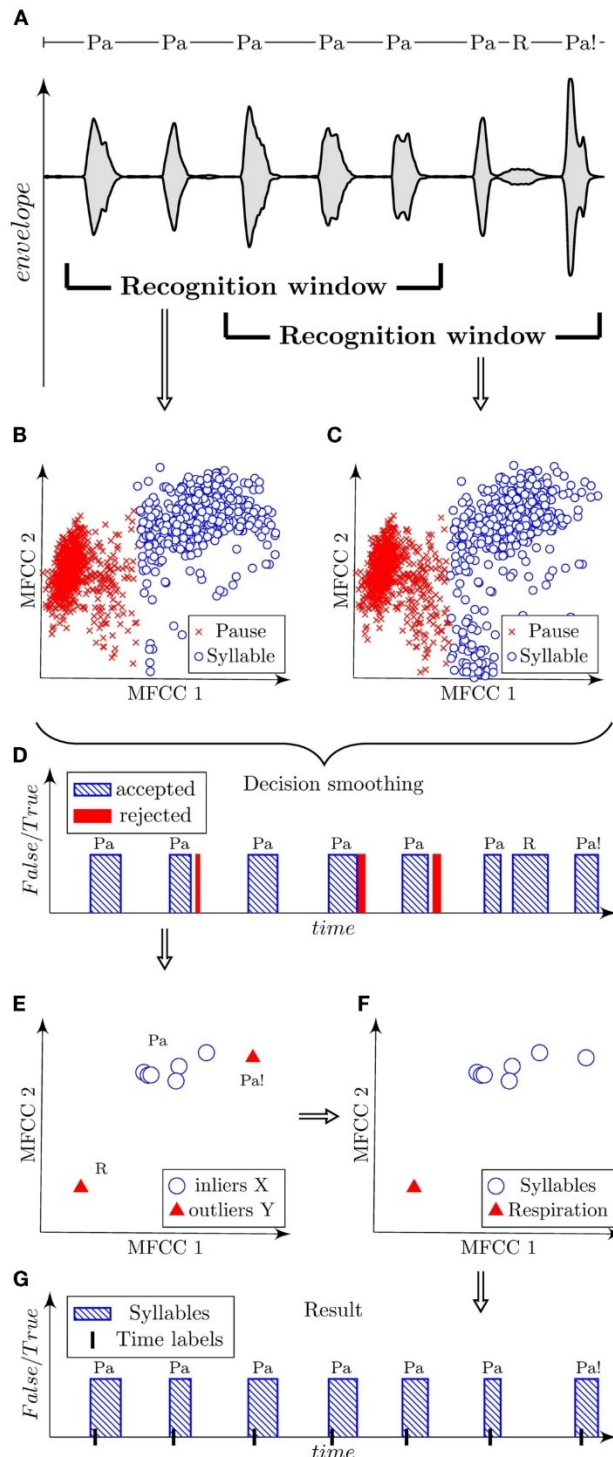 A
Pa Pa Pa Pa Pa Pa R Pa!
envelope
Recognition window
Recognition window
B
C
MFCC 2
Pause
Syllable
MFCC 1
MFCC 2
Pause
Syllable
MFCC 1
D
Decision smoothing
accepted
rejected
False/True
Pa Pa Pa Pa Pa Pa R Pa!
time
E
F
MFCC 2
Pa
Pa!
R
inliers X
outliers Y
MFCC 1
MFCC 2
Syllables
Respiration
MFCC 1
G
Result
Syllables
Time labels
False/True
Pa Pa Pa Pa Pa Pa Pa!
time